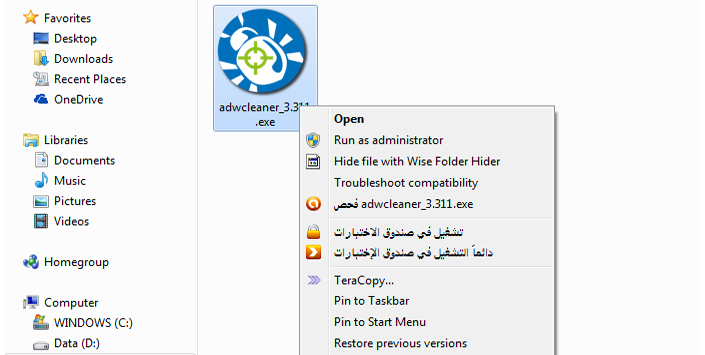 Favorites
Desktop
Downloads
Recent Places
OneDrive
Libraries
Documents
Music
Pictures
Videos
Homegroup
Computer
WINDOWS (C:)
Data (D:)
adwcleaner_3.311
.exe
Open
Run as administrator
Hide file with Wise Folder Hider
Troubleshoot compatibility
فحص adwcleaner_3.311.exe
تشغيل في صندوق الاختبارات
دائماً التشغيل في صندوق الإختبارات
TeraCopy...
Pin to Taskbar
Pin to Start Menu
Restore previous versions